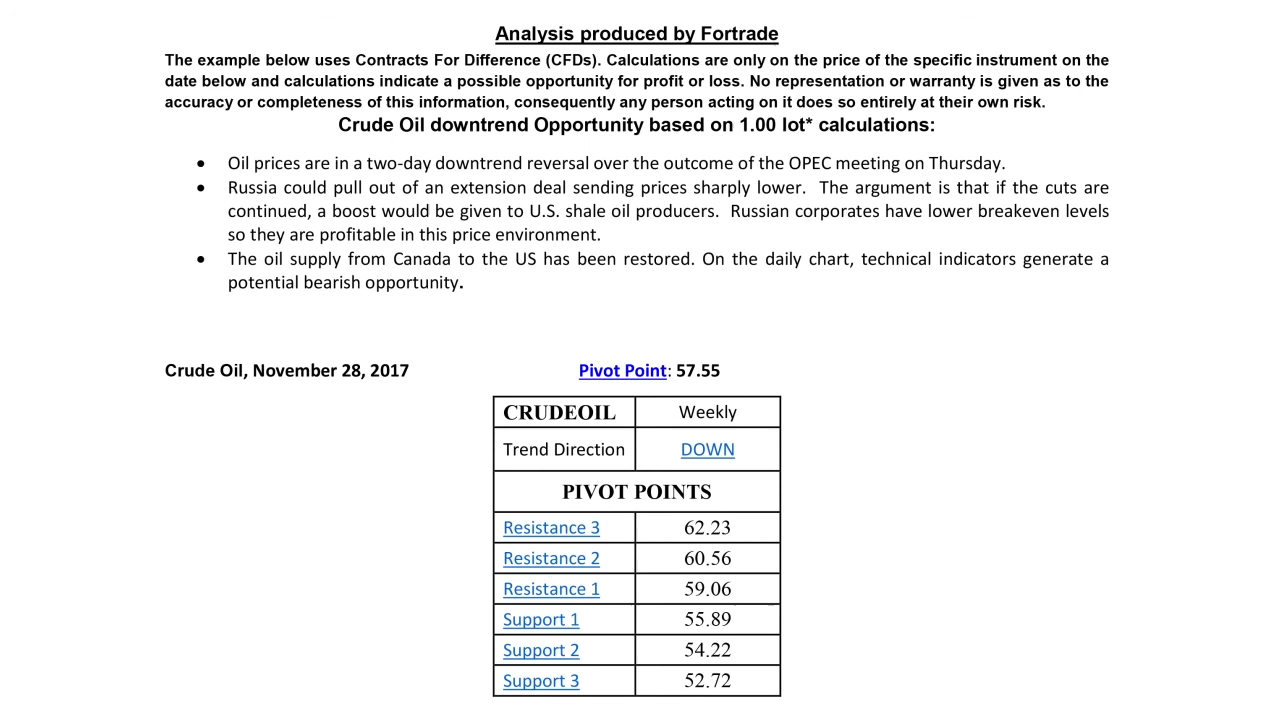 Analysis produced by Fortrade
The example below uses Contracts For Difference (CFDs). Calculations are only on the price of the specific instrument on the
date below and calculations indicate a possible opportunity for profit or loss. No representation or warranty is given as to the
accuracy or completeness of this information, consequently any person acting on it does so entirely at their own risk.
Crude Oil downtrend Opportunity based on 1.00 lot* calculations:
• Oil prices are in a two-day downtrend reversal over the outcome of the OPEC meeting on Thursday.
• Russia could pull out of an extension deal sending prices sharply lower. The argument is that if the cuts are
continued, a boost would be given to U.S. shale oil producers. Russian corporates have lower breakeven levels
so they are profitable in this price environment.
• The oil supply from Canada to the US has been restored. On the daily chart, technical indicators generate a
potential bearish opportunity.
Crude Oil, November 28, 2017 Pivot Point: 57.55
CRUDEOIL Weekly
Trend Direction DOWN
PIVOT POINTS
Resistance 3 62.23
Resistance 2 60.56
Resistance 1 59.06
Support 1 55.89
Support 2 54.22
Support 3 52.72